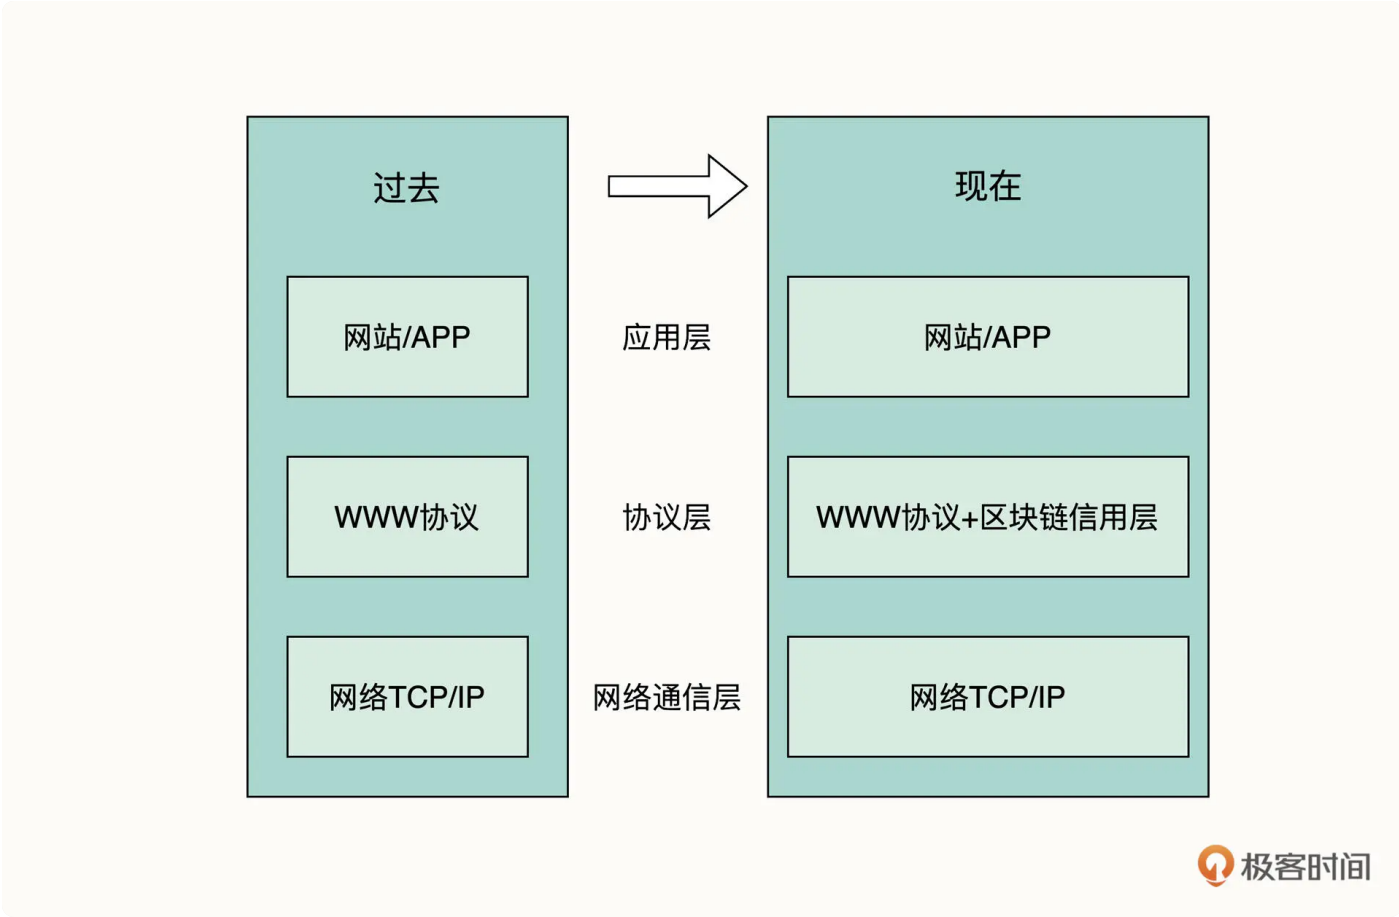 过去
现在
网站/APP
应用层
网站/APP
WWW协议
协议层
WWW协议+区块链信用层
网络TCP/IP
网络通信层
网络TCP/IP
极客时间